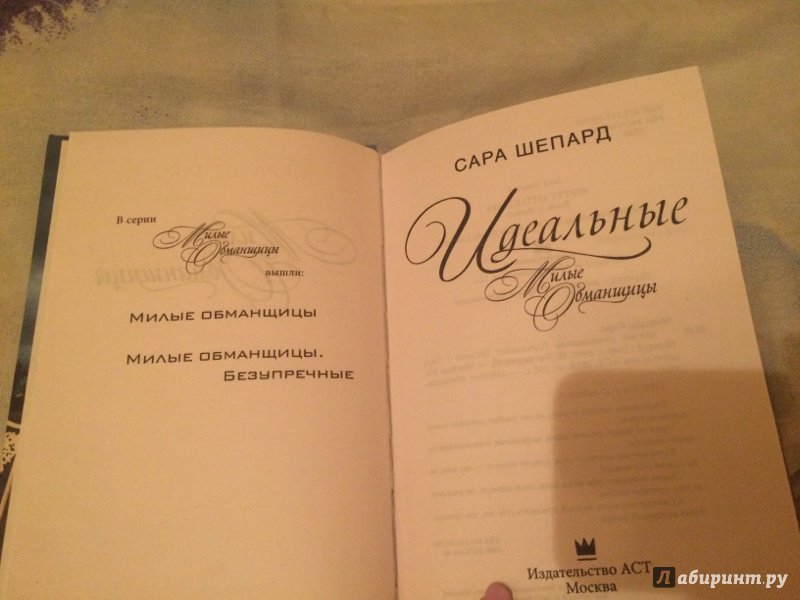 В серии
Милые
Обманщицы
вышли:
Милые обманщицы
Милые обманщицы.
Безупречные
САРА ШЕПАРД
Идеальные
Милые
Обманщицы
Издательство АСТ
Москва
Лабиринт.ру